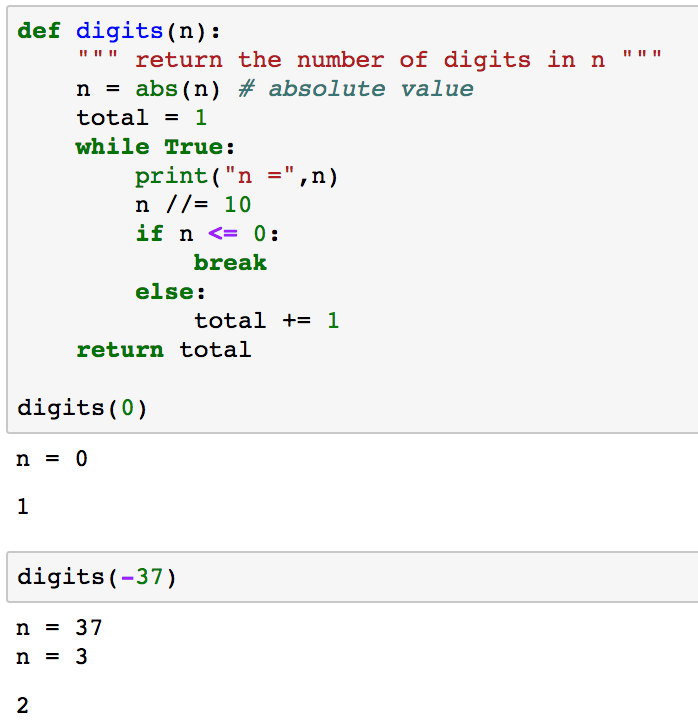 def digits(n):
    """ return the number of digits in n """
    n = abs(n) # absolute value
    total = 1
    while True:
        print("n =",n)
        n //= 10
        if n <= 0:
            break
        else:
            total += 1
    return total

digits(0)
n = 0
1
digits(-37)
n = 37
n = 3
2